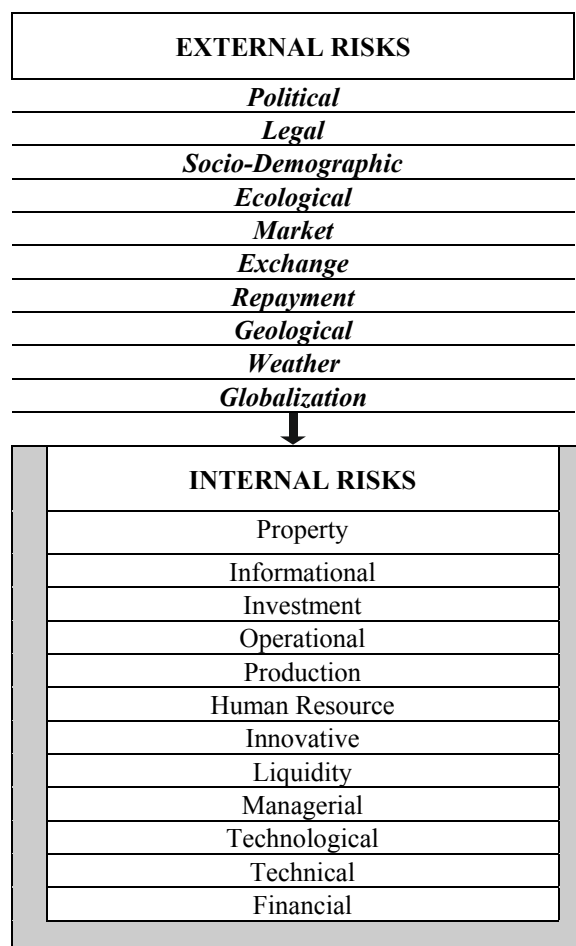 EXTERNAL RISKS
Political
Legal
Socio-Demographic
Ecological
Market
Exchange
Repayment
Geological
Weather
Globalization
INTERNAL RISKS
Property
Informational
Investment
Operational
Production
Human Resource
Innovative
Liquidity
Managerial
Technological
Technical
Financial